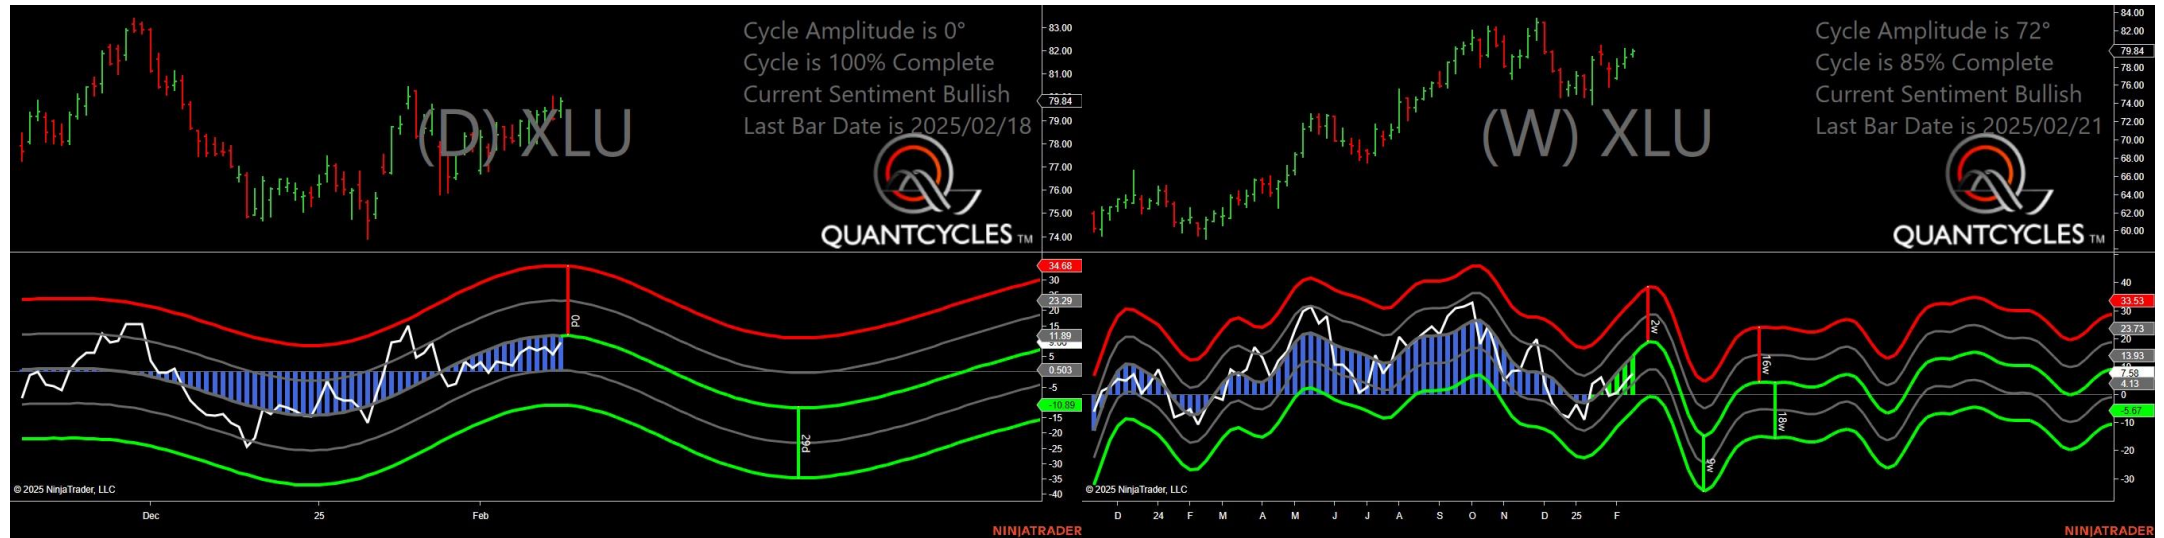 Cycle Amplitude is 0°
Cycle is 100% Complete
Current Sentiment Bullish
Last Bar Date is 2025/02/18
(D) XLU
QUANTCYCLES TM
83.00
82.00
81.00
79.84
79.00
78.00
77.00
76.00
75.00
74.00
34.68
30
23.29
20
15
11.89
5
0.503
-5
-10.89
-15
-20
-25
-30
-35
-40
0d
29d
© 2025 NinjaTrader, LLC
Dec 25 Feb
NINJATRADER
Cycle Amplitude is 72°
Cycle is 85% Complete
Current Sentiment Bullish
Last Bar Date is 2025/02/21
(W) XLU
QUANTCYCLES TM
84.00
82.00
79.84
78.00
76.00
74.00
72.00
70.00
68.00
66.00
64.00
62.00
60.00
40
33.53
30
23.73
20
13.93
7.58
4.13
0
-5.67
-10
-20
-30
2w
9w
16w
18w
© 2025 NinjaTrader, LLC
D 24 F M A M J J A S O N D 25 F
NINJATRADER